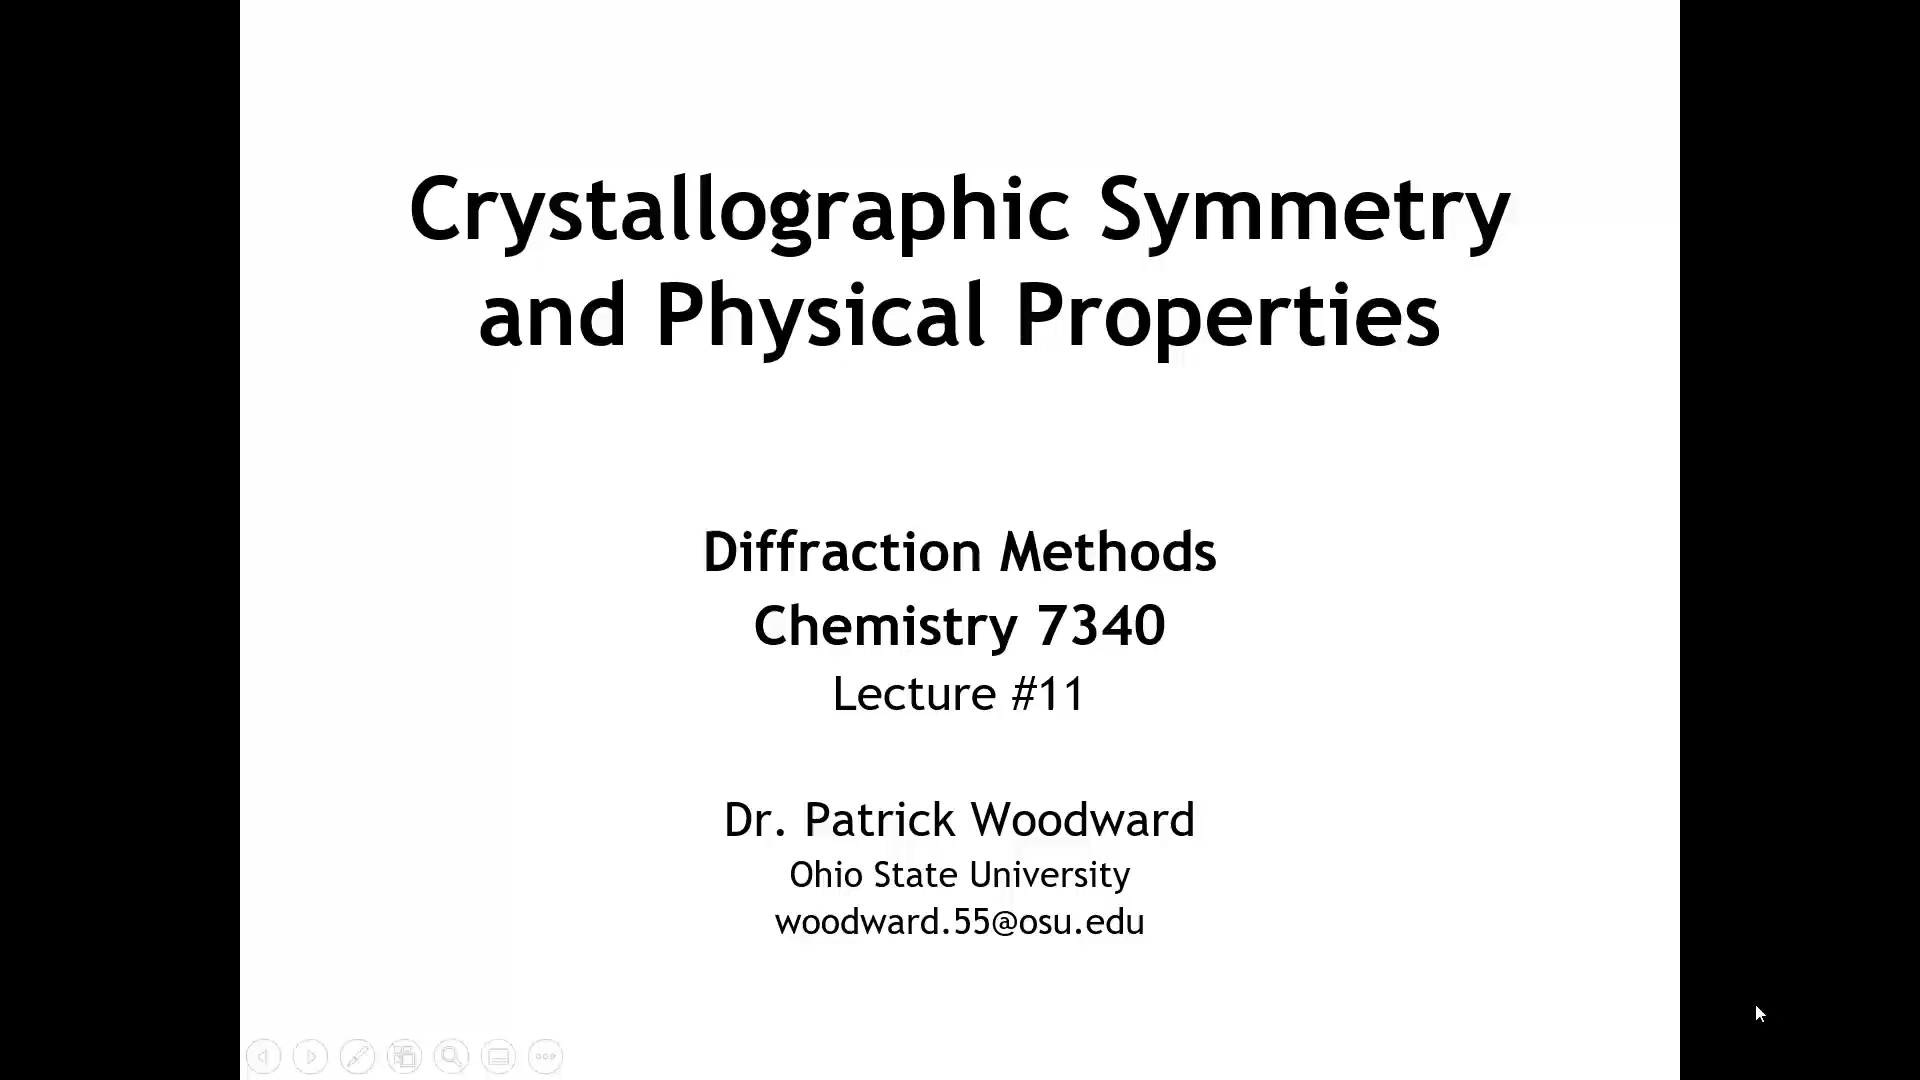 Crystallographic Symmetry
and Physical Properties
Diffraction Methods
Chemistry 7340
Lecture #11
Dr. Patrick Woodward
Ohio State University
woodward.55@osu.edu